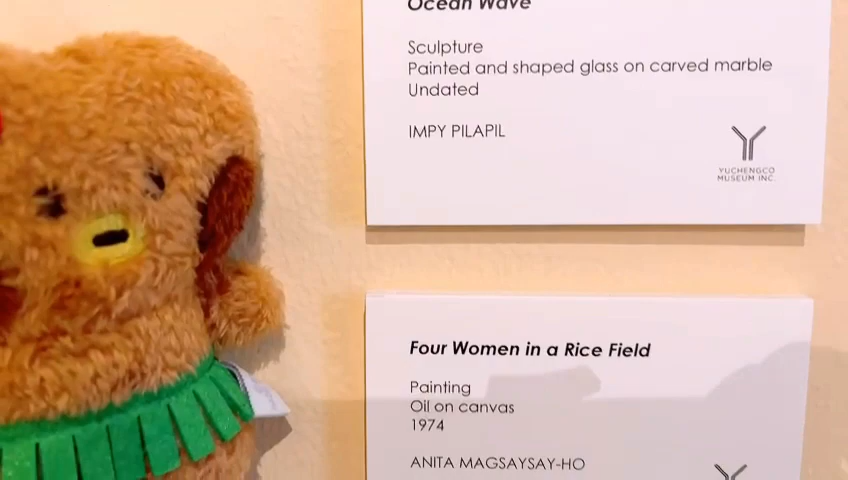 Ocean Wave
Sculpture
Painted and shaped glass on carved marble
Undated
IMPY PILAPIL
YUCHENGCO
MUSEUM INC.
Four Women in a Rice Field
Painting
Oil on canvas
1974
ANITA MAGSAYSAY-HO